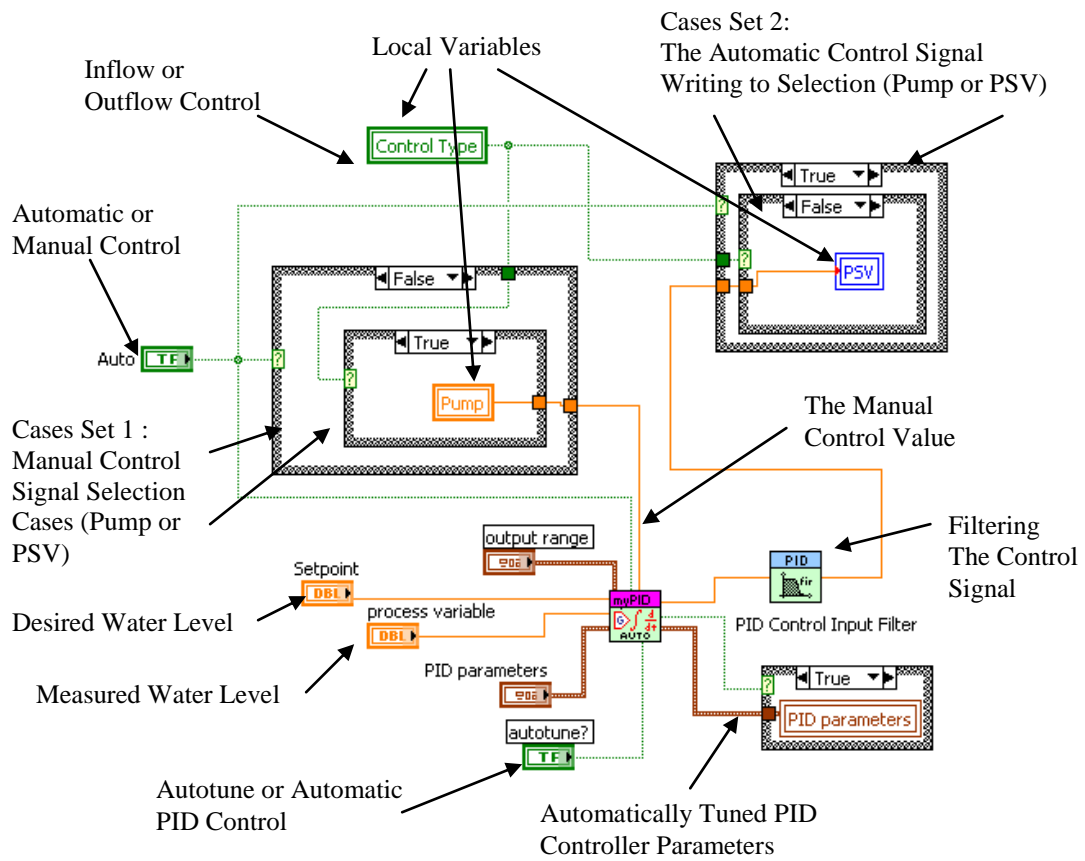 Cases Set 2:
The Automatic Control Signal
Writing to Selection (Pump or PSV)
Local Variables
Inflow or
Outflow Control
Control Type
True
False
PSV
Automatic or
Manual Control
False
True
Auto
TF
Pump
The Manual
Control Value
Cases Set 1 :
Manual Control
Signal Selection
Cases (Pump or
PSV)
output range
Filtering
The Control
Signal
PID
fir
Setpoint
DBL
myPID
G
d
dt
AUTO
Desired Water Level
process variable
DBL
PID Control Input Filter
Measured Water Level
PID parameters
True
PID parameters
autotune?
TF
Autotune or Automatic
PID Control
Automatically Tuned PID
Controller Parameters